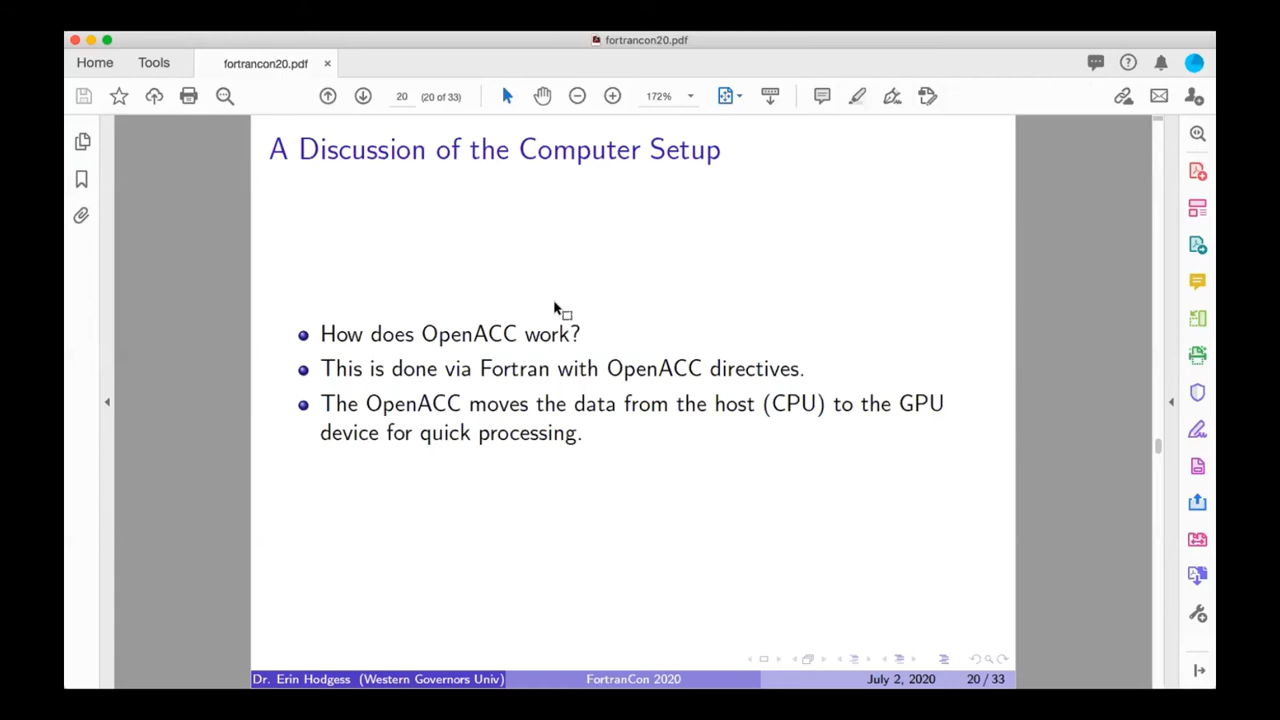 fortrancon20.pdf
Home Tools fortrancon20.pdf ×
20 (20 of 33) 172%
A Discussion of the Computer Setup
How does OpenACC work?
This is done via Fortran with OpenACC directives.
The OpenACC moves the data from the host (CPU) to the GPU
device for quick processing.
Dr. Erin Hodgess (Western Governors Univ) FortranCon 2020 July 2, 2020 20 / 33